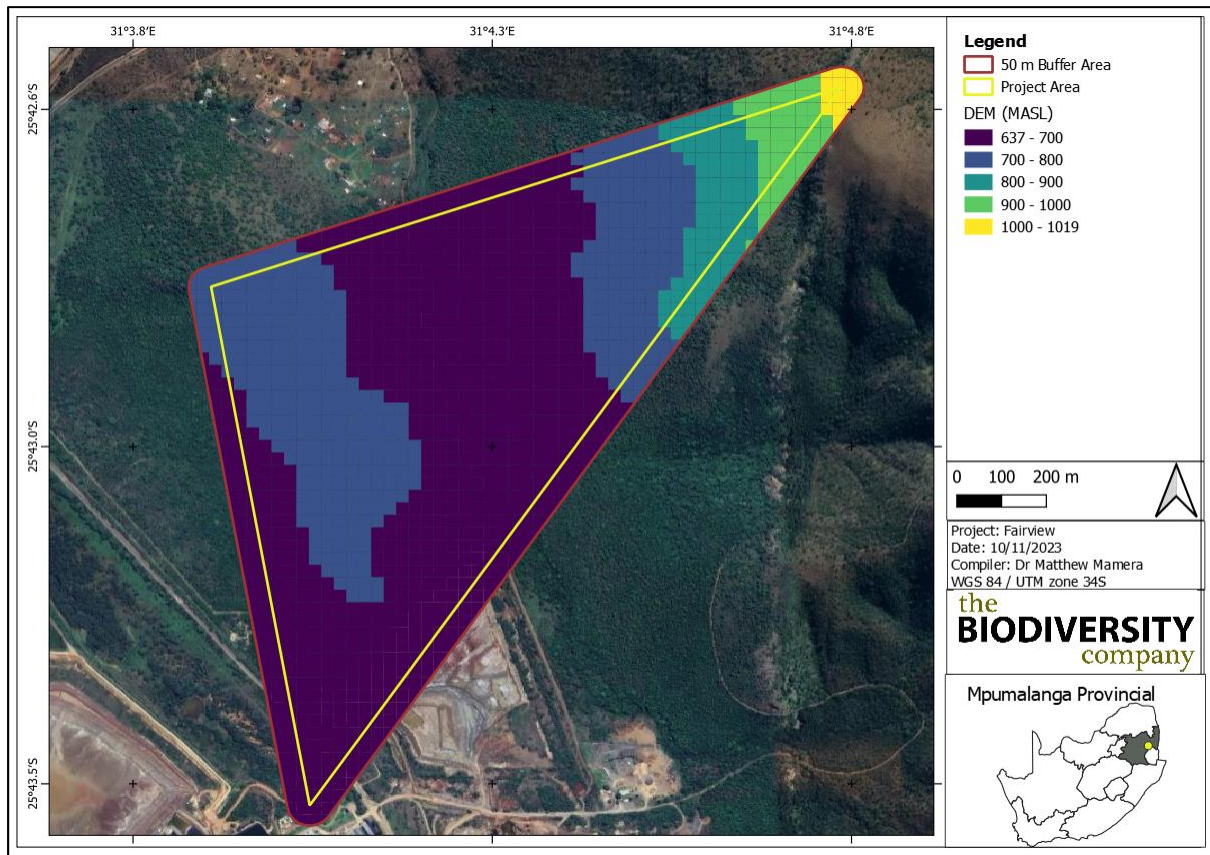 31°3.8'E
31°4.3'E
31°4.8'E
25°42.6'S
25°43.0'S
25°43.5'S
Legend
50 m Buffer Area
Project Area
DEM (MASL)
637 - 700
700 - 800
800 - 900
900 - 1000
1000 - 1019
0 100 200 m
Project: Fairview
Date: 10/11/2023
Compiler: Dr Matthew Mamera
WGS 84 / UTM zone 34S
the
BIODIVERSITY
company
Mpumalanga Provincial